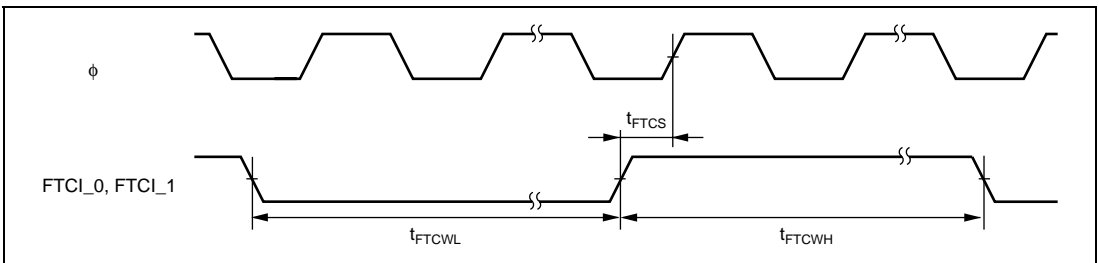 ϕ
tFTCS
FTCI_0, FTCI_1
tFTCWL
tFTCWH